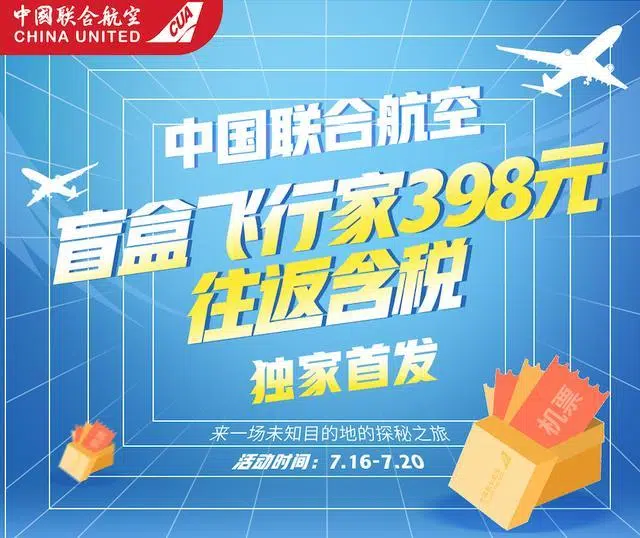 中國联合航空
CHINA UNITED
CUA
中国联合航空
盲盒飞行家398元
往返含税
独家首发
来一场未知目的地的探秘之旅
活动时间：7.16-7.20
机票